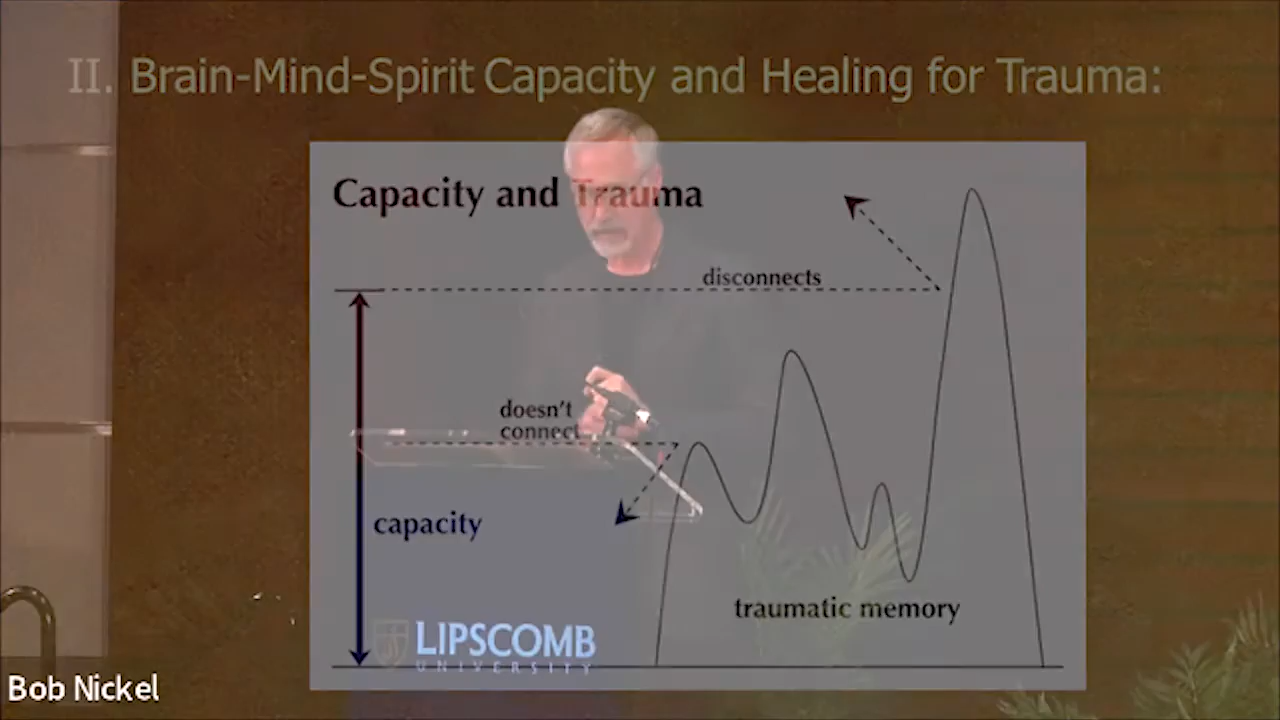 II. Brain-Mind-Spirit Capacity and Healing for Trauma:
Capacity and Trauma
disconnects
doesn't
connect
capacity
traumatic memory
LIPSCOMB
UNIVERSITY
Bob Nickel